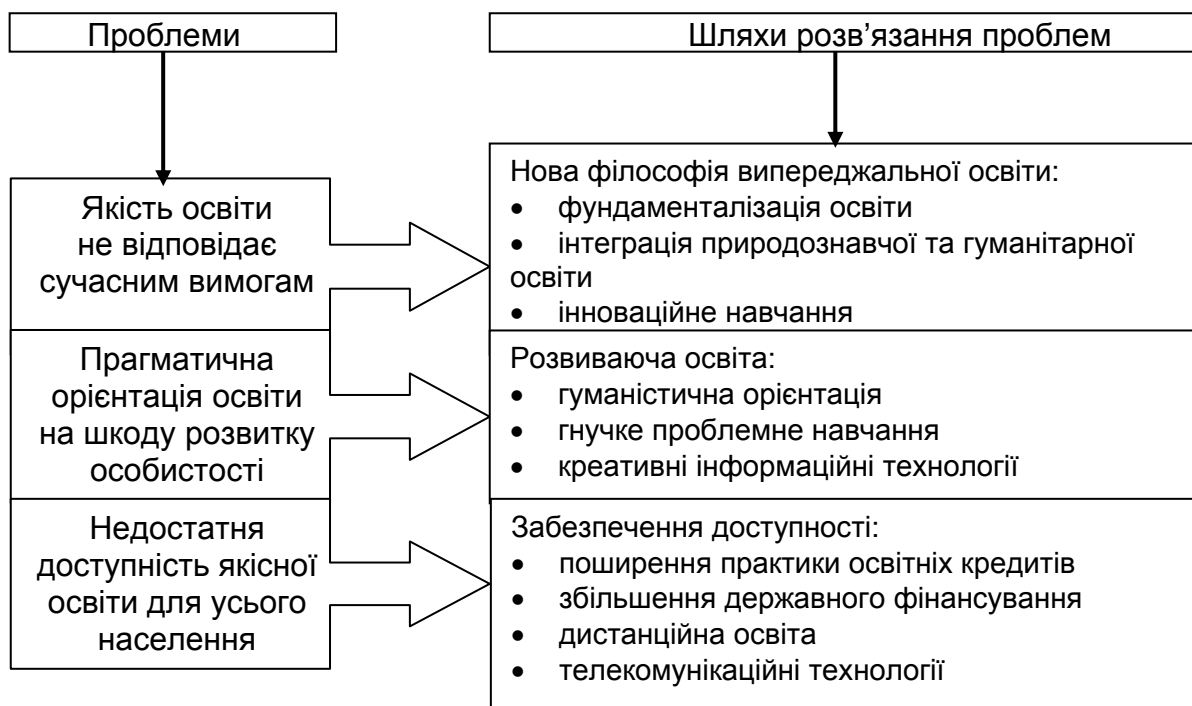 Проблеми
Шляхи розв’язання проблем
Якість освіти
не відповідає
сучасним вимогам
Нова філософія випереджальної освіти:
• фундаменталізація освіти
• інтеграція природознавчої та гуманітарної
освіти
• інноваційне навчання
Прагматична
орієнтація освіти
на шкоду розвитку
особистості
Розвиваюча освіта:
• гуманістична орієнтація
• гнучке проблемне навчання
• креативні інформаційні технології
Недостатня
доступність якісної
освіти для усього
населення
Забезпечення доступності:
• поширення практики освітніх кредитів
• збільшення державного фінансування
• дистанційна освіта
• телекомунікаційні технології